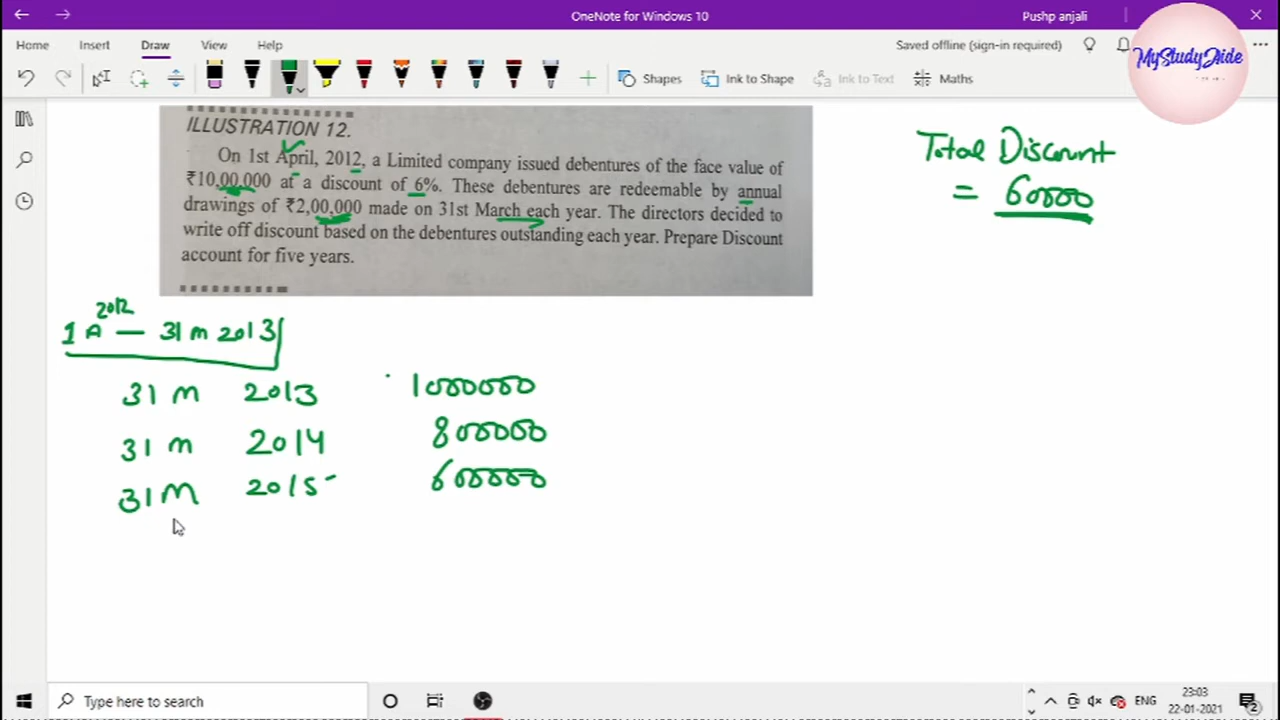 OneNote for Windows 10
Pushp anjali
Home Insert Draw View Help
Saved offline (sign-in required)
MyStudyAide
Shapes Ink to Shape Ink to Text Maths
ILLUSTRATION 12.
On 1st April, 2012, a Limited company issued debentures of the face value of
₹10,00,000 at a discount of 6%. These debentures are redeemable by annual
drawings of ₹2,00,000 made on 31st March each year. The directors decided to
write off discount based on the debentures outstanding each year. Prepare Discount
account for five years.
Total Discount
= 60000
2012
1 A — 31 m 2013
31 m 2013 1000000
31 m 2014 800000
31 M 2015 600000
Type here to search
ENG
23:03
22-01-2021
2